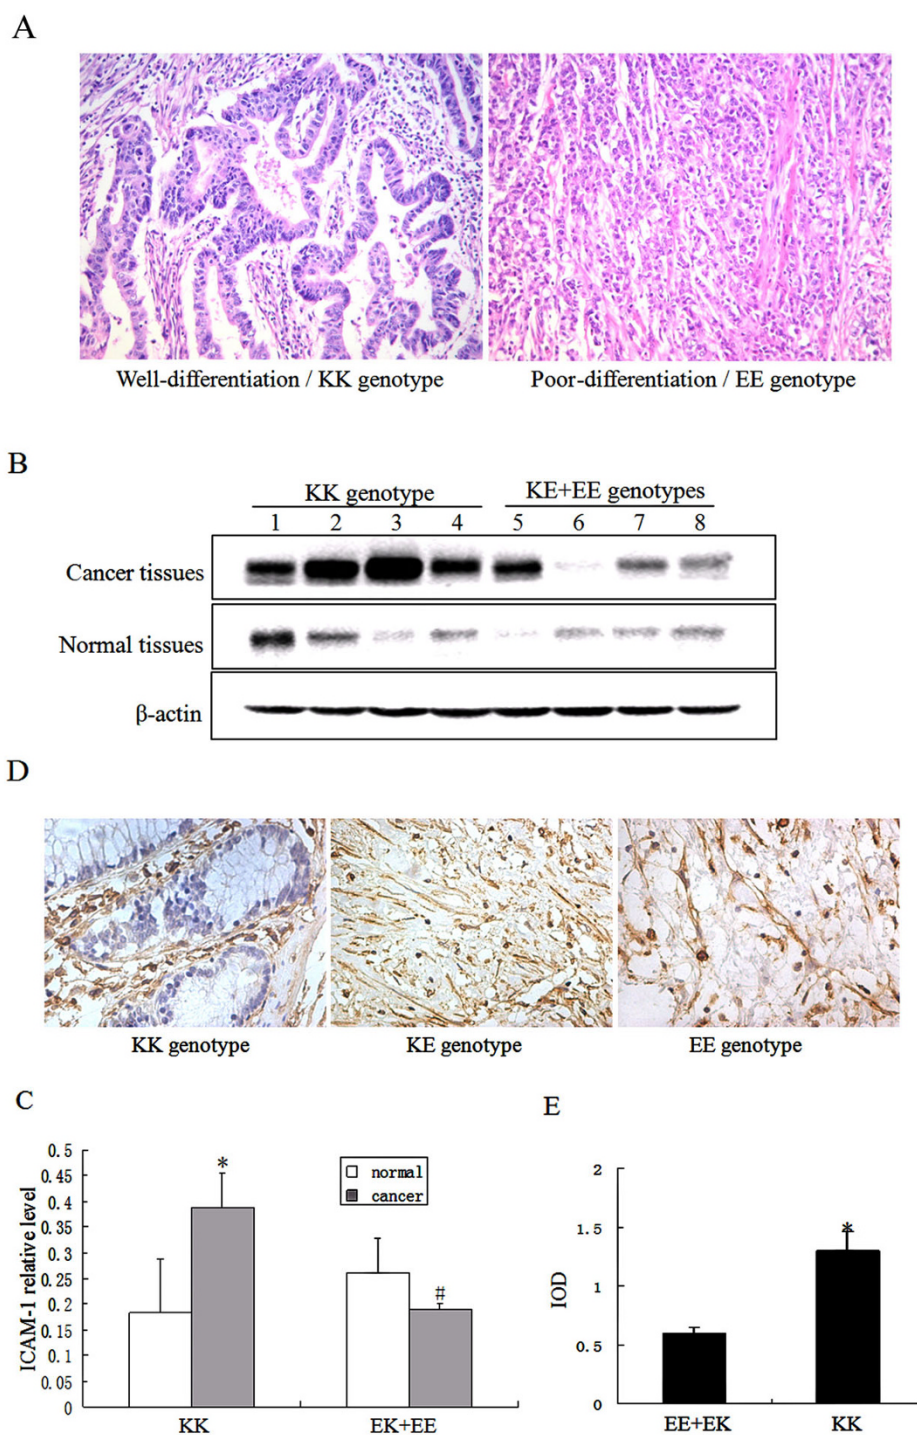 A
Well-differentiation / KK genotype
Poor-differentiation / EE genotype
B
KK genotype
KE+EE genotypes
1 2 3 4 5 6 7 8
Cancer tissues
Normal tissues
β-actin
D
KK genotype
KE genotype
EE genotype
C
ICAM-1 relative level
0.5
0.45
0.4
0.35
0.3
0.25
0.2
0.15
0.1
0.05
0
*
#
normal
cancer
KK
EK+EE
E
IOD
2
1.5
1
0.5
0
*
EE+EK
KK